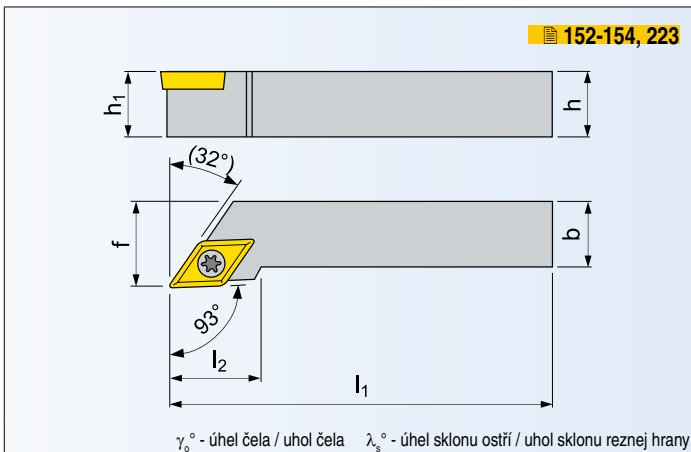 152-154, 223
h₁
h
(32°)
f
b
93°
l₂
l₁
γₒ° - úhel čela / uhol čela λₛ° - úhel sklonu ostří / uhol sklonu reznej hrany